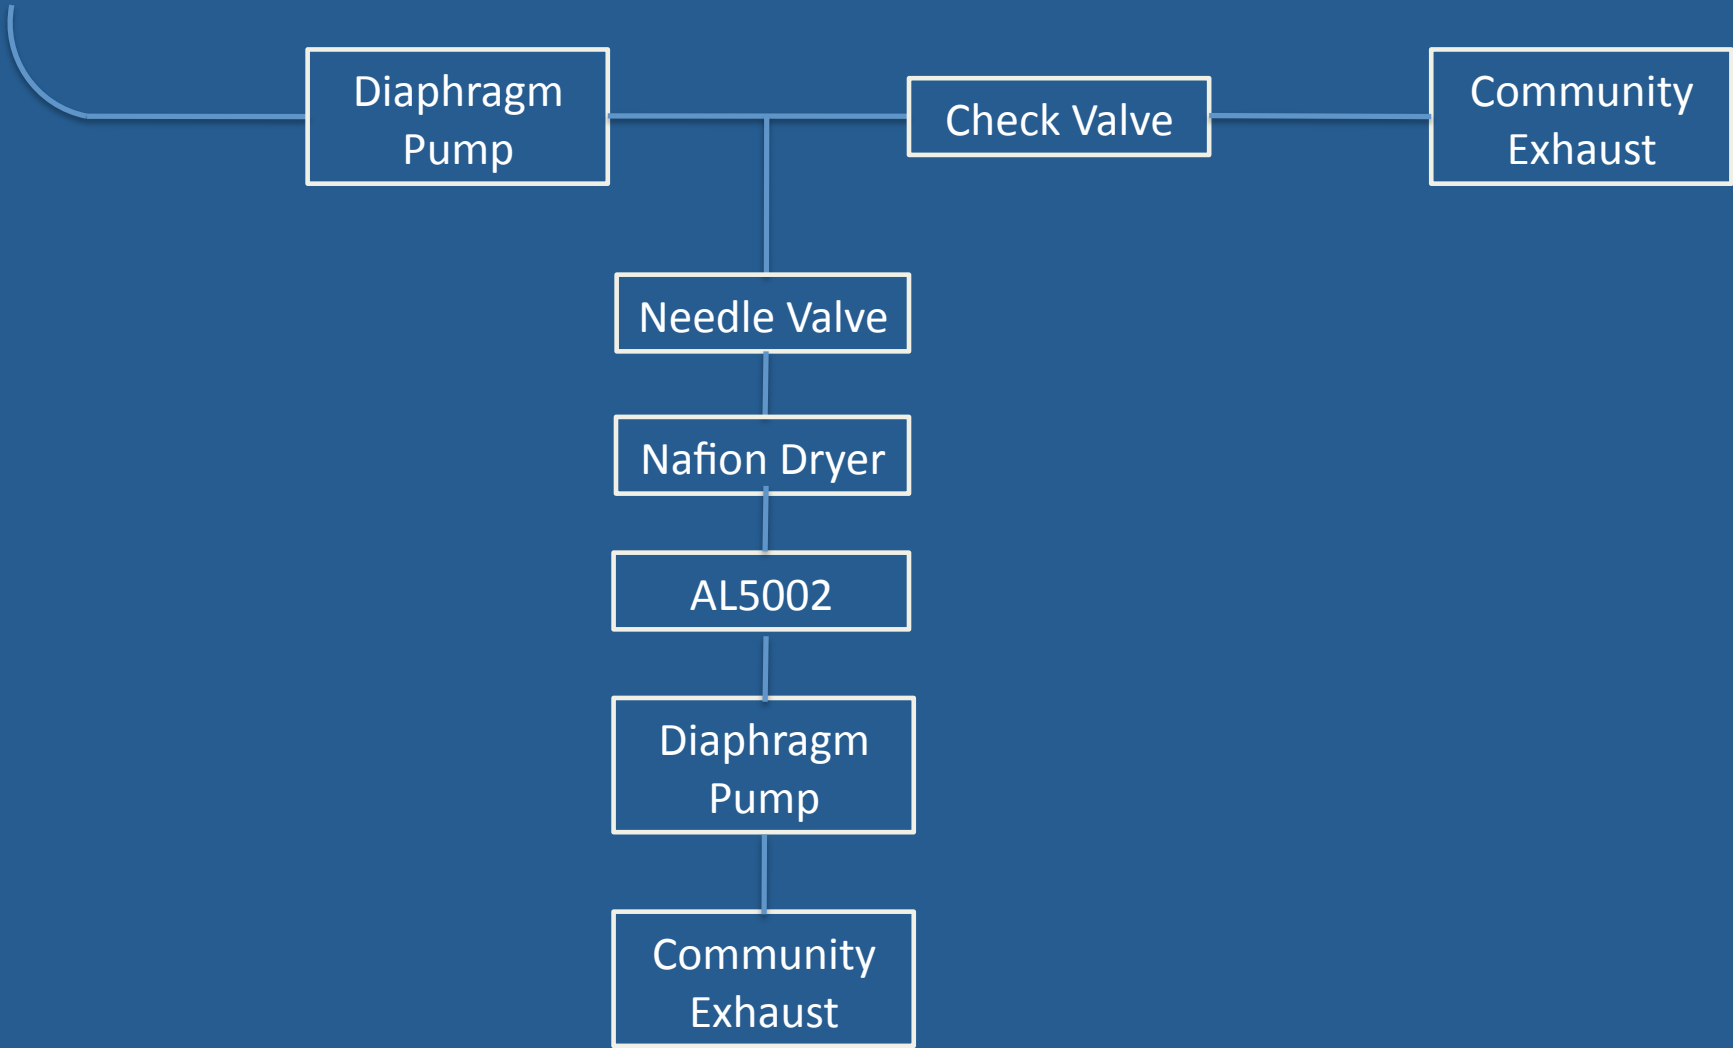 Diaphragm
Pump
Check Valve
Community
Exhaust
Needle Valve
Nafion Dryer
AL5002
Diaphragm
Pump
Community
Exhaust